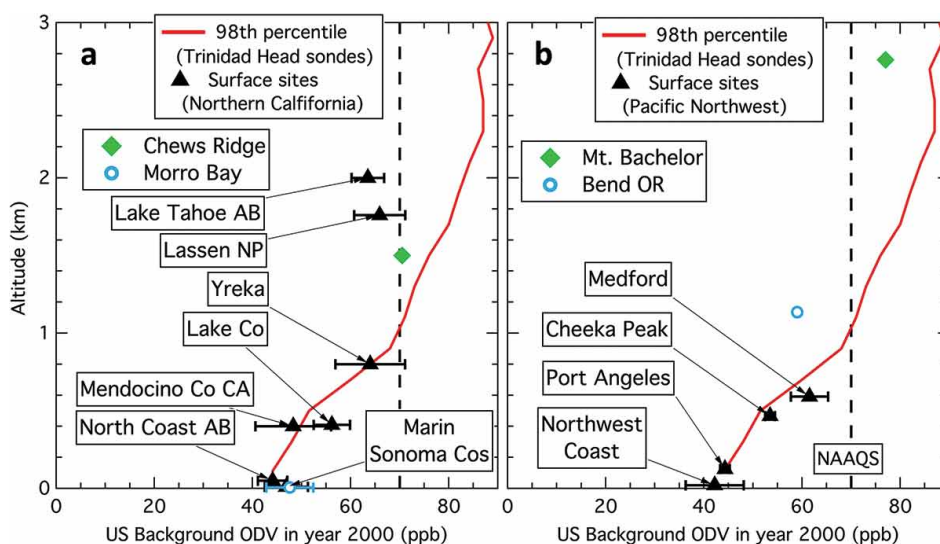 a
98th percentile
(Trinidad Head sondes)
Surface sites
(Northern Calfifornia)
Chews Ridge
Morro Bay
Lake Tahoe AB
Lassen NP
Yreka
Lake Co
Mendocino Co CA
North Coast AB
Marin
Sonoma Cos
Altitude (km)
3
2
1
0
0 20 40 60 80
US Background ODV in year 2000 (ppb)
b
98th percentile
(Trinidad Head sondes)
Surface sites
(Pacific Northwest)
Mt. Bachelor
Bend OR
Medford
Cheeka Peak
Port Angeles
Northwest
Coast
NAAQS
0 20 40 60 80
US Background ODV in year 2000 (ppb)